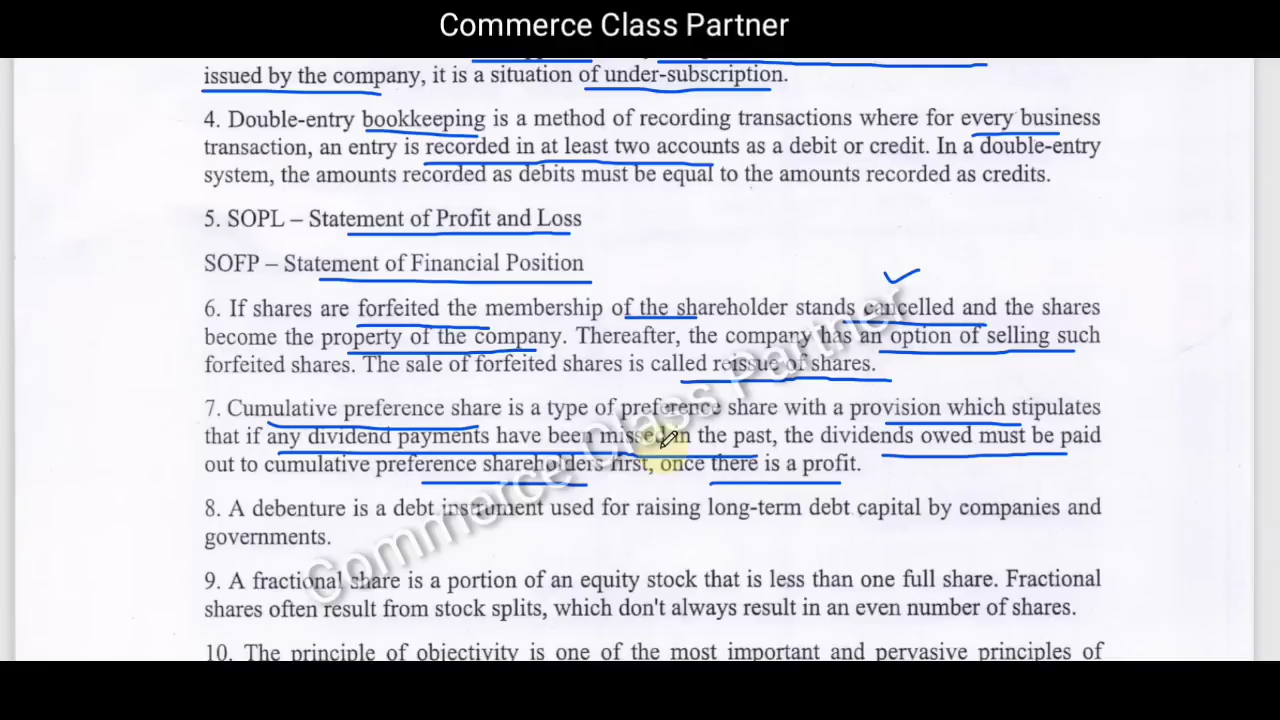 Commerce Class Partner
issued by the company, it is a situation of under-subscription.
4. Double-entry bookkeeping is a method of recording transactions where for every business
transaction, an entry is recorded in at least two accounts as a debit or credit. In a double-entry
system, the amounts recorded as debits must be equal to the amounts recorded as credits.
5. SOPL – Statement of Profit and Loss
SOFP – Statement of Financial Position
6. If shares are forfeited the membership of the shareholder stands cancelled and the shares
become the property of the company. Thereafter, the company has an option of selling such
forfeited shares. The sale of forfeited shares is called reissue of shares.
7. Cumulative preference share is a type of preference share with a provision which stipulates
that if any dividend payments have been missed in the past, the dividends owed must be paid
out to cumulative preference shareholders first, once there is a profit.
8. A debenture is a debt instrument used for raising long-term debt capital by companies and
governments.
9. A fractional share is a portion of an equity stock that is less than one full share. Fractional
shares often result from stock splits, which don't always result in an even number of shares.
10. The principle of objectivity is one of the most important and pervasive principles of
Commerce Class Partner